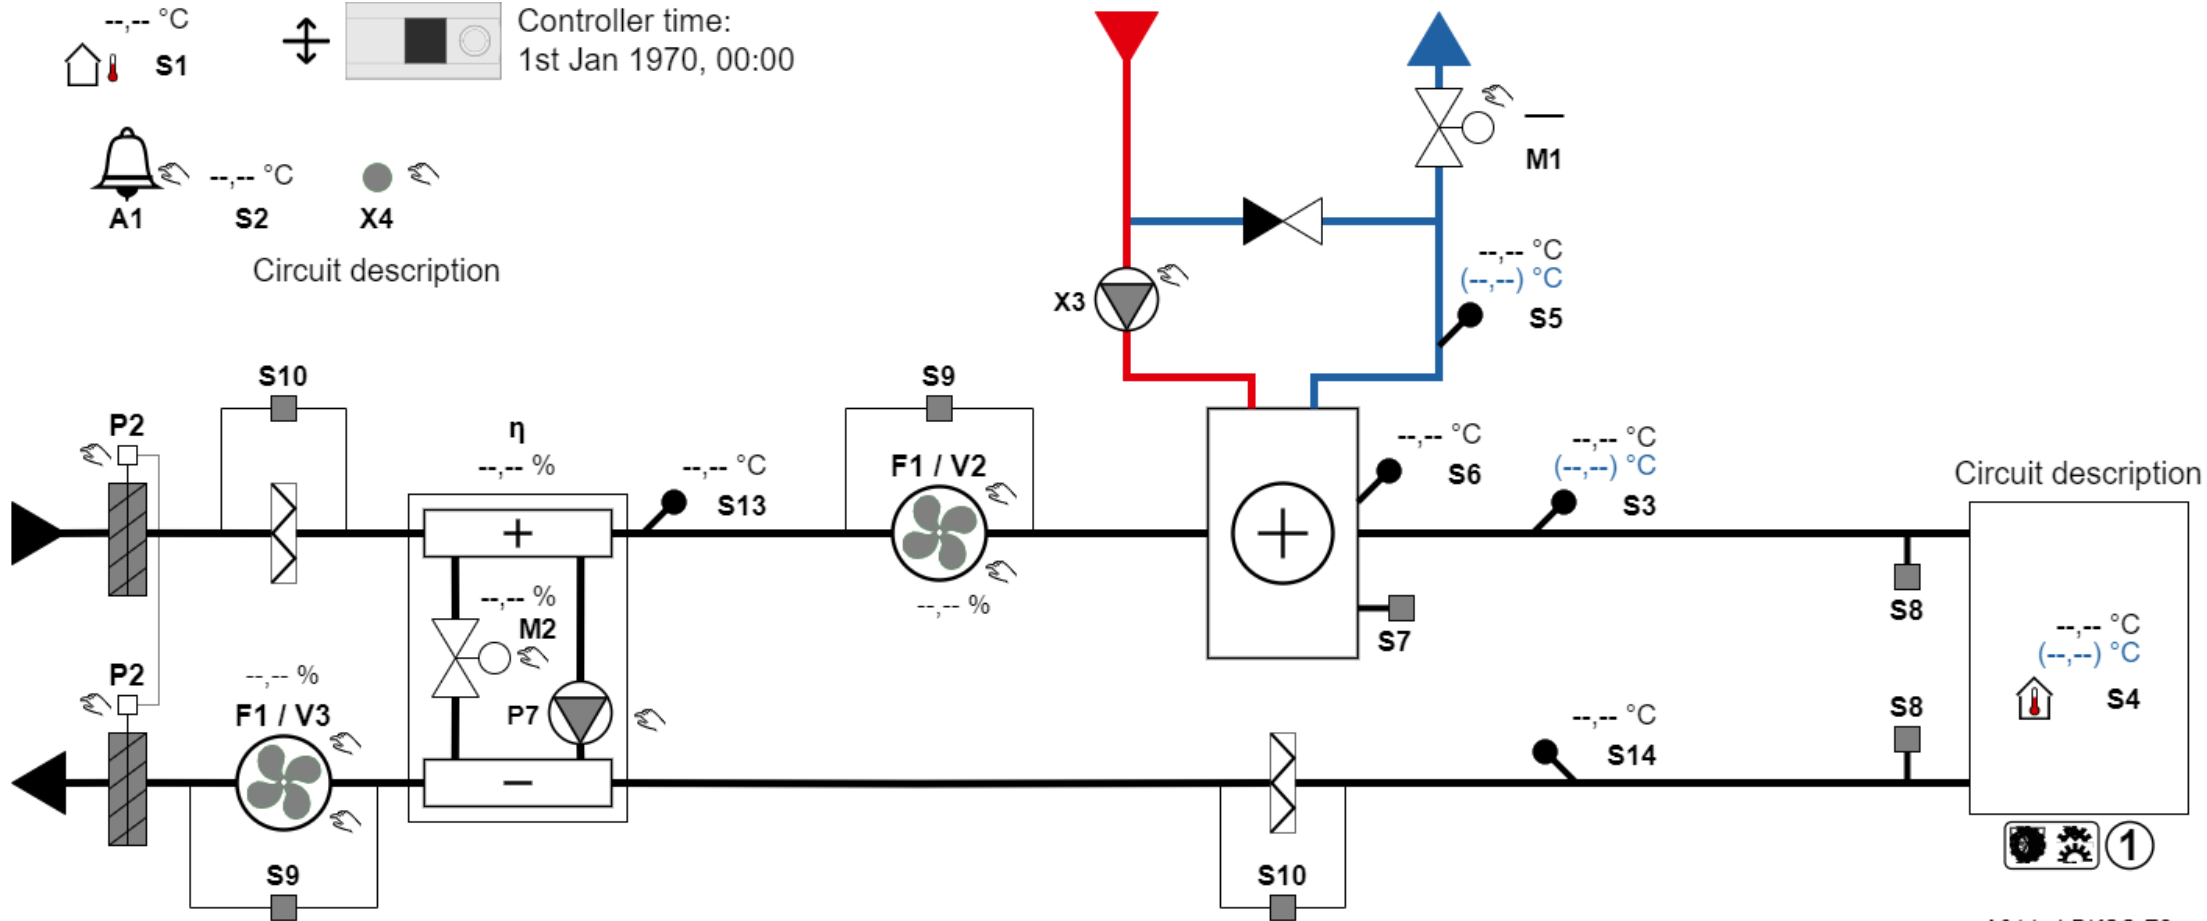 --,-- °C
S1
Controller time:
1st Jan 1970, 00:00
A1
--,-- °C
S2
X4
Circuit description
M1
--,-- °C
(--,--) °C
S5
X3
S10
P2
η
--,-- %
--,-- °C
S13
S9
F1 / V2
--,-- %
--,-- °C
S6
--,-- °C
(--,--) °C
S3
Circuit description
S8
S7
--,-- %
M2
P7
P2
--,-- %
F1 / V3
S9
S10
--,-- °C
S14
S8
--,-- °C
(--,--) °C
S4
1